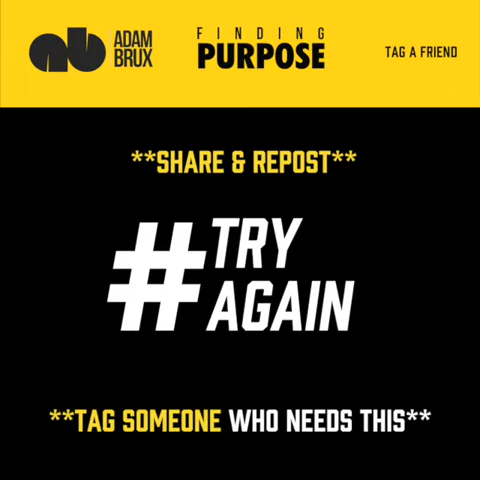 ADAM
BRUX
FINDING
PURPOSE
TAG A FRIEND
**SHARE & REPOST**
#TRY
AGAIN
**TAG SOMEONE WHO NEEDS THIS**